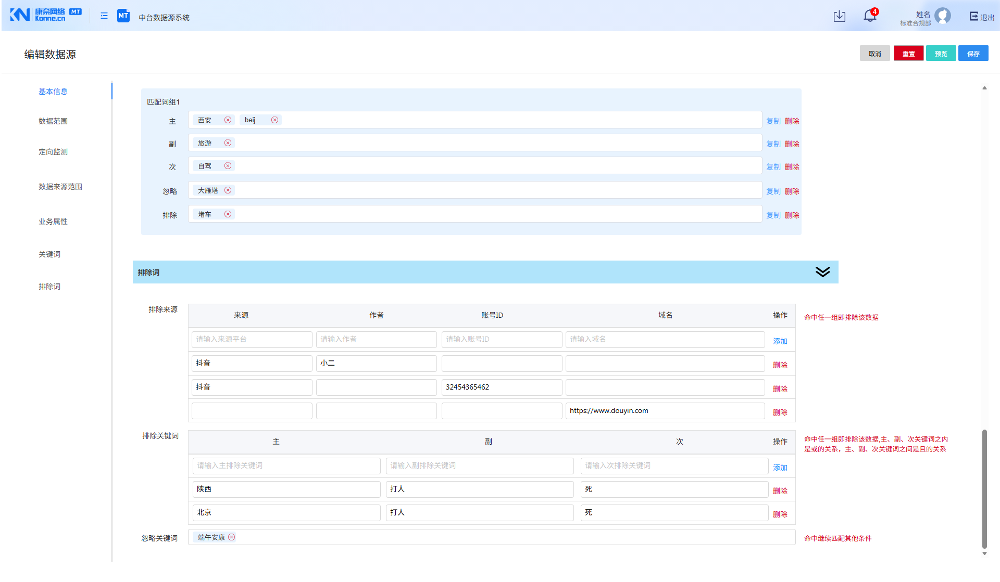 康奈网络 MT
Konne.cn
MT 中台数据源系统
4
姓名
标准合规部
退出
编辑数据源
取消 重置 预览 保存
基本信息
数据范围
定向监测
数据来源范围
业务属性
关键词
排除词
匹配词组1
主 西安 beij 复制 删除
副 旅游 复制 删除
次 自驾 复制 删除
忽略 大雁塔 复制 删除
排除 堵车 复制 删除
排除词
排除来源 来源 作者 账号ID 域名 操作 命中任一组即排除该数据
请输入来源平台 请输入作者 请输入账号ID 请输入域名 添加
抖音 小二 删除
抖音 32454365462 删除
https://www.douyin.com 删除
排除关键词 主 副 次 操作
命中任一组即排除该数据,主、副、次关键词之内
是或的关系，主、副、次关键词之间是且的关系
请输入主排除关键词 请输入副排除关键词 请输入次排除关键词 添加
陕西 打人 死 删除
北京 打人 死 删除
忽略关键词 端午安康 命中继续匹配其他条件